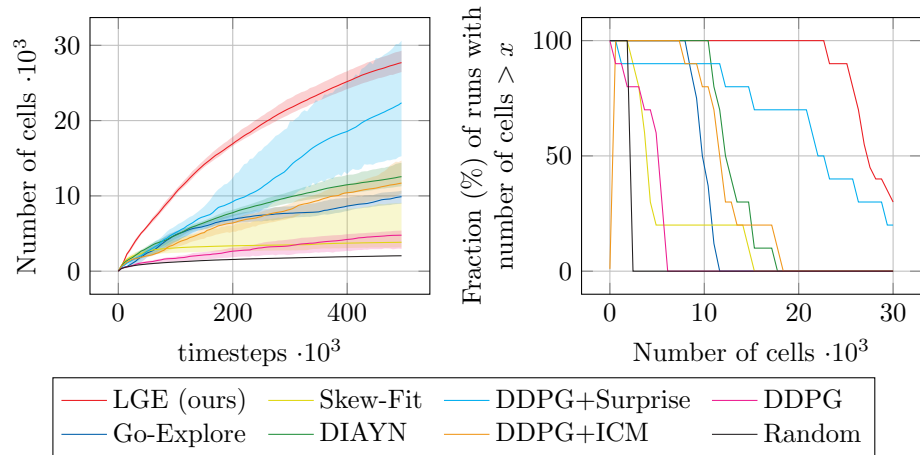 Number of cells ·10³
30
20
10
0
0
200
400
timesteps ·10³
Fraction (%) of runs with
number of cells > x
100
50
0
0
10
20
30
Number of cells ·10³
LGE (ours)
Skew-Fit
DDPG+Surprise
DDPG
Go-Explore
DIAYN
DDPG+ICM
Random